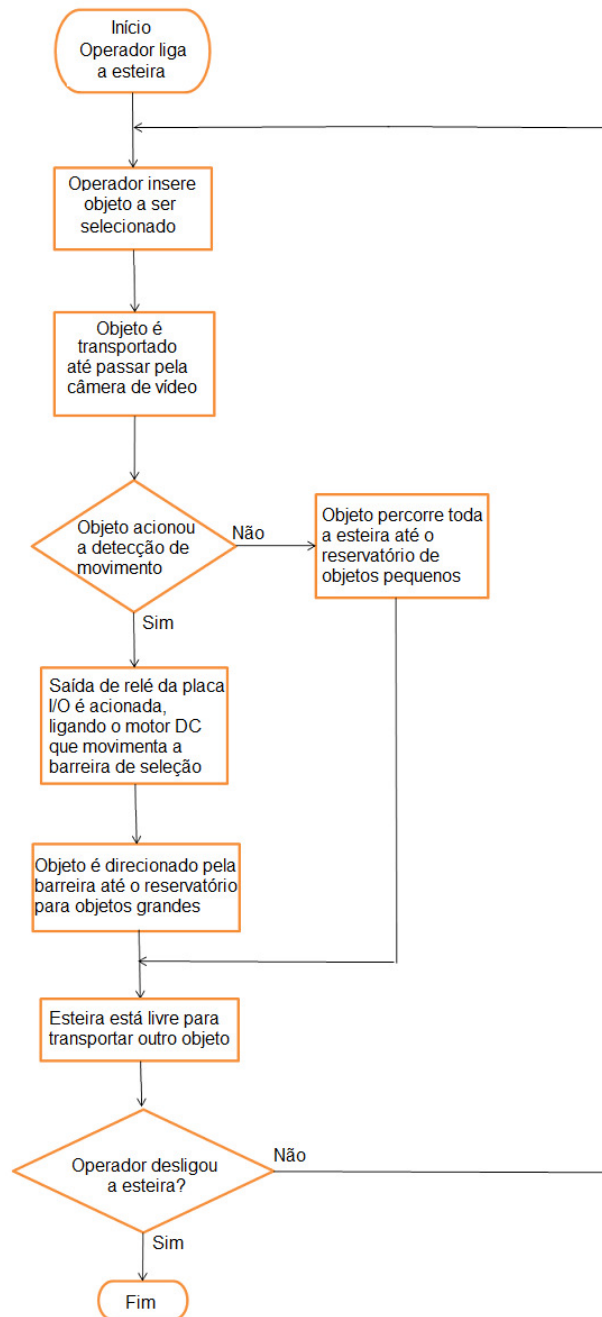 Início
Operador liga
a esteira
Operador insere
objeto a ser
selecionado
Objeto é
transportado
até passar pela
câmera de vídeo
Objeto acionou
a detecção de
movimento
Não
Objeto percorre toda
a esteira até o
reservatório de
objetos pequenos
Sim
Saída de relé da placa
I/O é acionada,
ligando o motor DC
que movimenta a
barreira de seleção
Objeto é direcionado pela
barreira até o reservatório
para objetos grandes
Esteira está livre para
transportar outro objeto
Operador desligou
a esteira?
Não
Sim
Fim